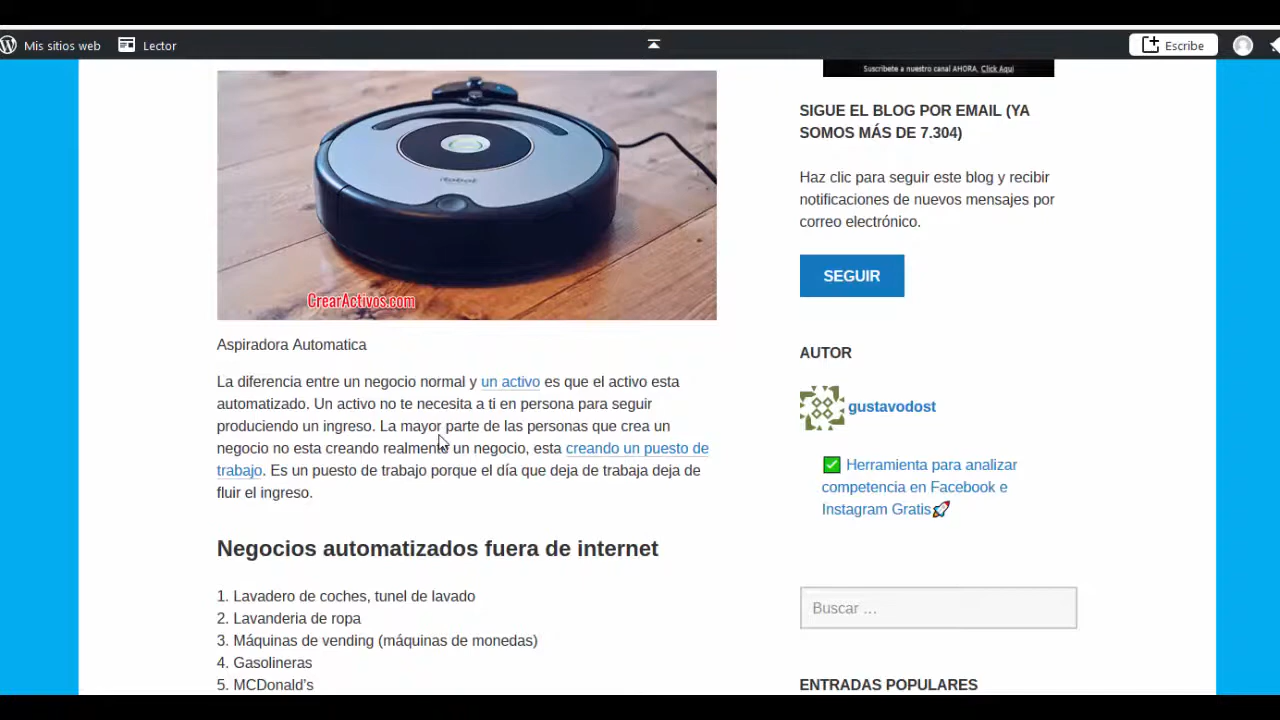 Mis sitios web
Lector
Escribe
iRobot
CrearActivos.com
Aspiradora Automatica
La diferencia entre un negocio normal y un activo es que el activo esta
automatizado. Un activo no te necesita a ti en persona para seguir
produciendo un ingreso. La mayor parte de las personas que crea un
negocio no esta creando realmente un negocio, esta creando un puesto de
trabajo. Es un puesto de trabajo porque el día que deja de trabaja deja de
fluir el ingreso.
Negocios automatizados fuera de internet
1. Lavadero de coches, tunel de lavado
2. Lavanderia de ropa
3. Máquinas de vending (máquinas de monedas)
4. Gasolineras
5. MCDonald's
Suscribete a nuestro canal AHORA, Click Aqui
SIGUE EL BLOG POR EMAIL (YA
SOMOS MÁS DE 7.304)
Haz clic para seguir este blog y recibir
notificaciones de nuevos mensajes por
correo electrónico.
SEGUIR
AUTOR
gustavodost
✅ Herramienta para analizar
competencia en Facebook e
Instagram Gratis🚀
Buscar …
ENTRADAS POPULARES